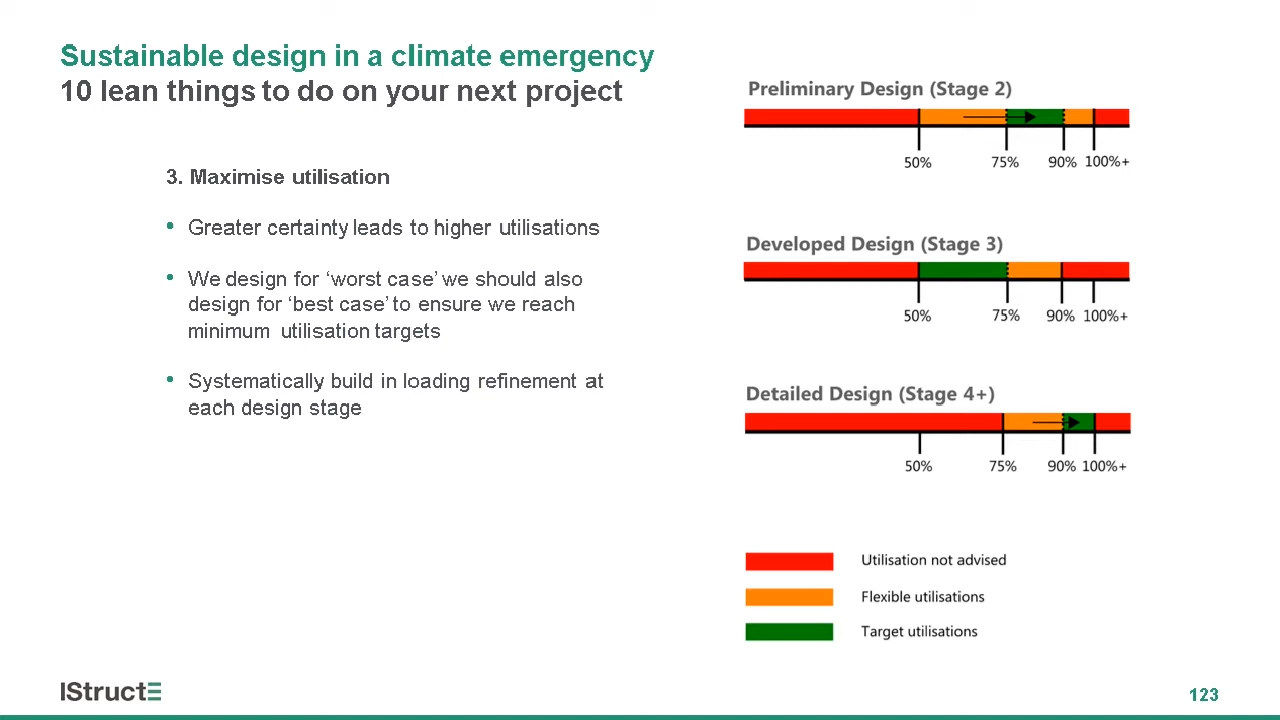 Sustainable design in a climate emergency
10 lean things to do on your next project
3. Maximise utilisation
• Greater certainty leads to higher utilisations
• We design for ‘worst case’ we should also
design for ‘best case’ to ensure we reach
minimum utilisation targets
• Systematically build in loading refinement at
each design stage
Preliminary Design (Stage 2)
50% 75% 90% 100%+
Developed Design (Stage 3)
50% 75% 90% 100%+
Detailed Design (Stage 4+)
50% 75% 90% 100%+
Utilisation not advised
Flexible utilisations
Target utilisations
IStructE
123